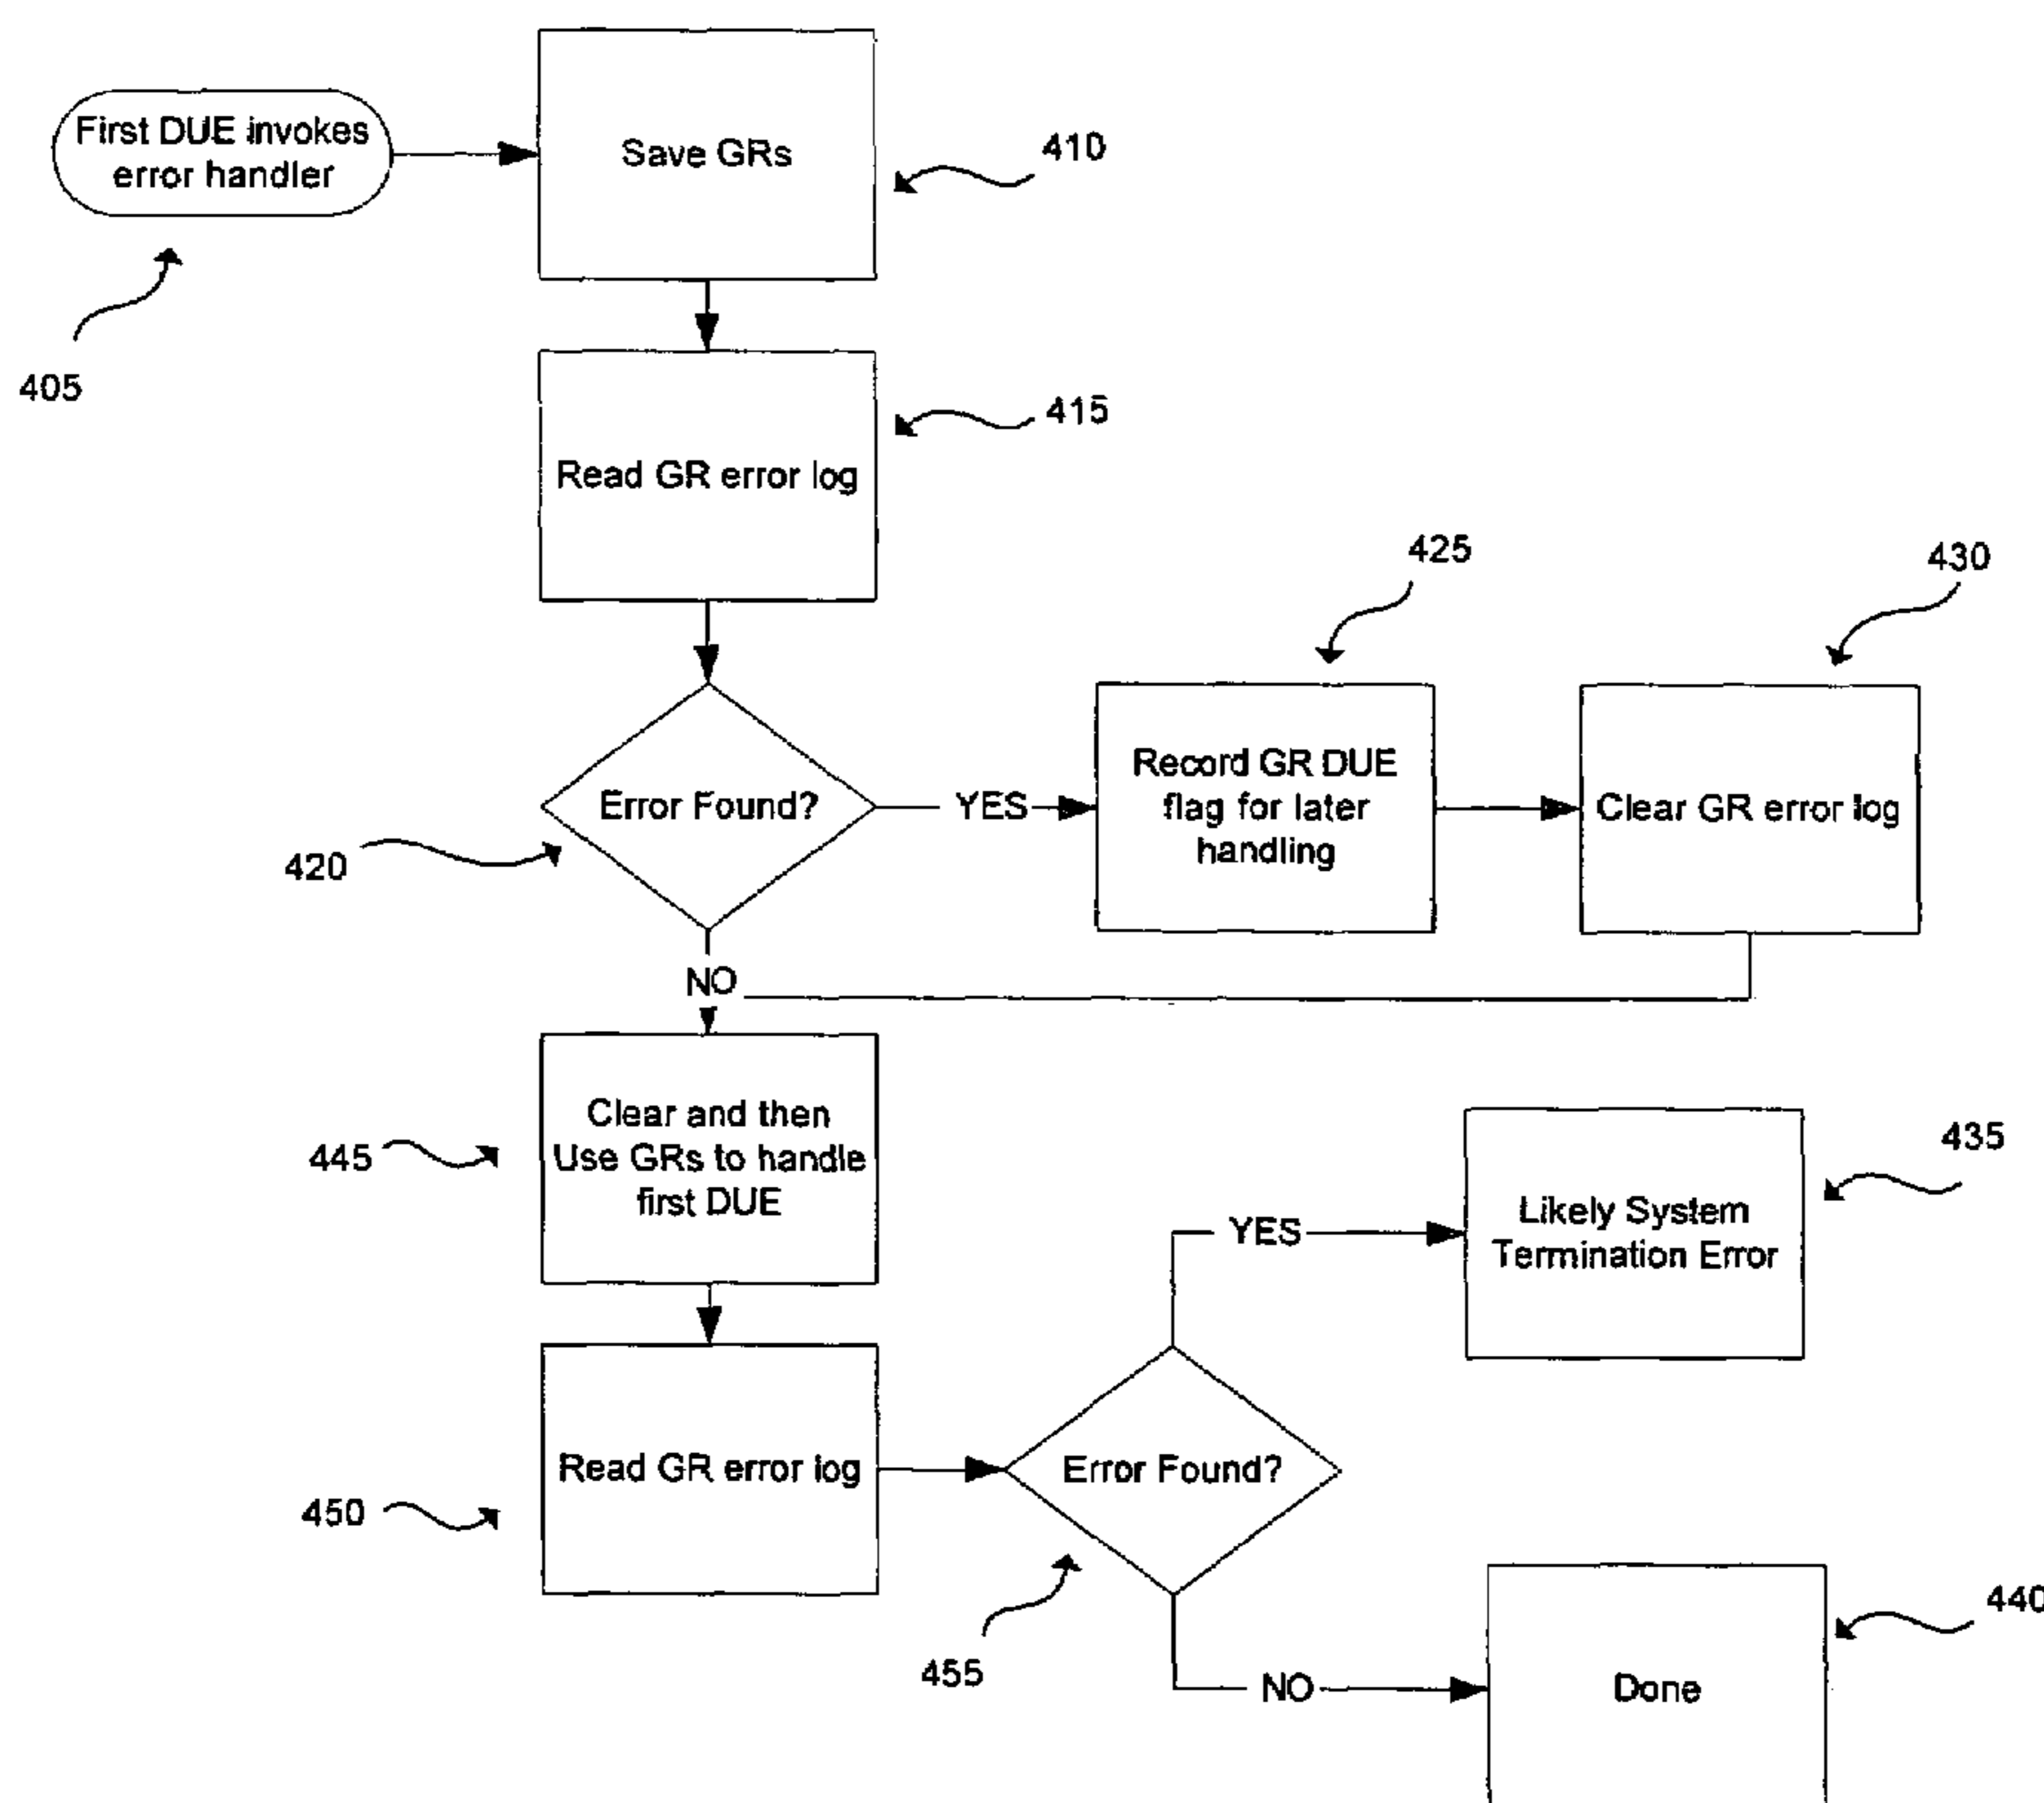 First DUE invokes
error handler
405
Save GRs
410
Read GR error log
415
Error Found?
420
YES
Record GR DUE
flag for later
handling
425
Clear GR error log
430
NO
Clear and then
Use GRs to handle
first DUE
445
Read GR error log
450
Error Found?
455
YES
Likely System
Termination Error
435
NO
Done
440